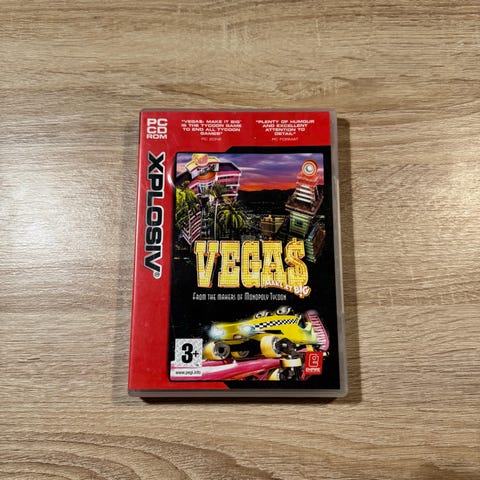 PC
CD
ROM
XPLOSIV®
"VEGAS: MAKE IT BIG'
IS THE TYCOON GAME
TO END ALL TYCOON
GAMES"
PC ZONE
"PLENTY OF HUMOUR
AND EXCELLENT
ATTENTION TO
DETAIL"
PC FORMAT
VEGA$
MAKE IT BIG
FROM THE MAKERS OF MONOPOLY TYCOON
3+
www.pegi.info
e
EMPIRE